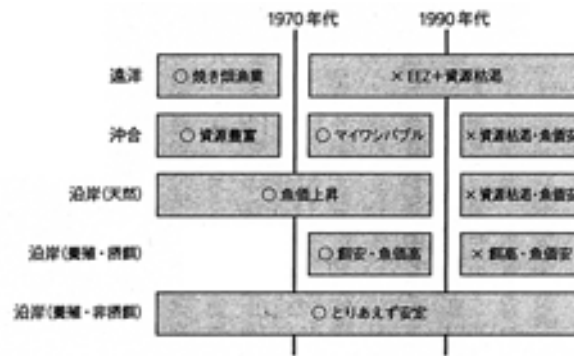 1970年代 1990年代
遠洋 ○焼き畑漁業 ×EEZ+資源枯渇
沖合 ○資源豊富 ○マイワシバブル ×資源枯渇・魚価安
沿岸(天然) ○魚価上昇 ×資源枯渇・魚価安
沿岸(養殖・摂餌) ○餌安・魚価高 ×餌高・魚価安
沿岸(養殖・非摂餌) ○とりあえず安定